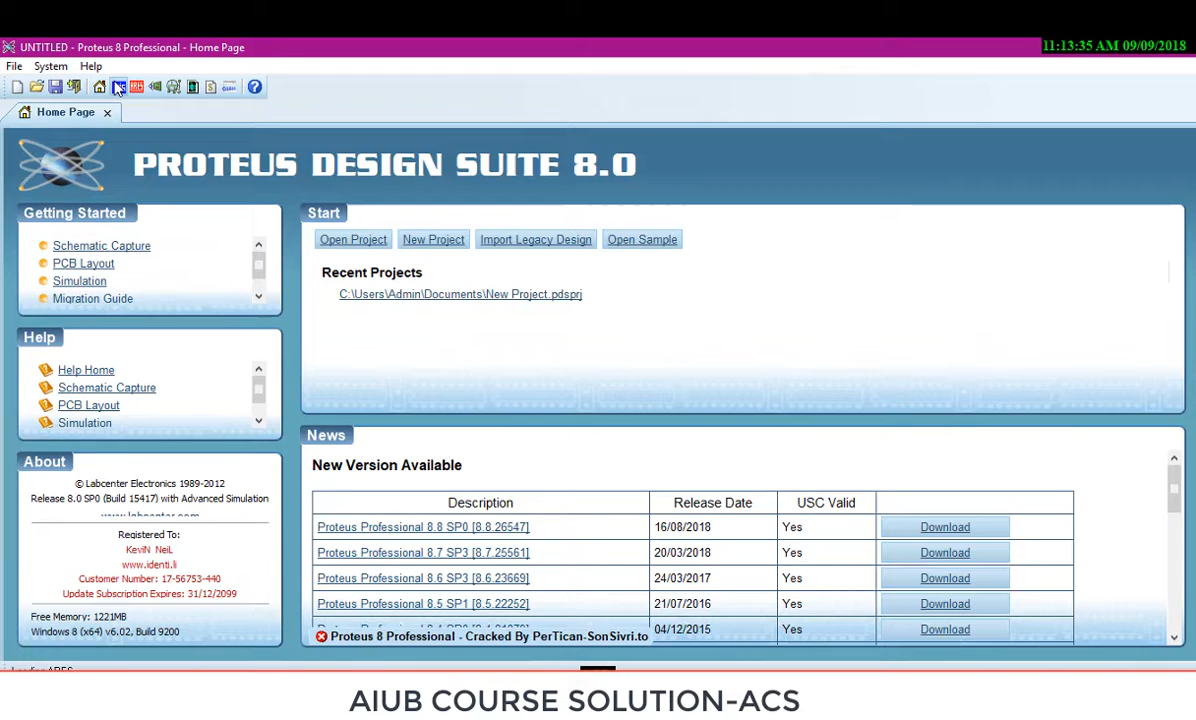 UNTITLED - Proteus 8 Professional - Home Page
11:13:35 AM 09/09/2018
File System Help
Home Page
PROTEUS DESIGN SUITE 8.0
Getting Started
Schematic Capture
PCB Layout
Simulation
Migration Guide
Start
Open Project New Project Import Legacy Design Open Sample
Recent Projects
C:\Users\Admin\Documents\New Project.pdsprj
Help
Help Home
Schematic Capture
PCB Layout
Simulation
About
© Labcenter Electronics 1989-2012
Release 8.0 SP0 (Build 15417) with Advanced Simulation
Registered To:
KeviN NeiL
www.identi.li
Customer Number: 17-56753-440
Update Subscription Expires: 31/12/2099
Free Memory: 1221MB
Windows 8 (x64) v6.02, Build 9200
News
New Version Available
Description Release Date USC Valid
Proteus Professional 8.8 SP0 [8.8.26547] 16/08/2018 Yes Download
Proteus Professional 8.7 SP3 [8.7.25561] 20/03/2018 Yes Download
Proteus Professional 8.6 SP3 [8.6.23669] 24/03/2017 Yes Download
Proteus Professional 8.5 SP1 [8.5.22252] 21/07/2016 Yes Download
04/12/2015 Yes Download
Proteus 8 Professional - Cracked By PerTican-SonSivri.to
AIUB COURSE SOLUTION-ACS